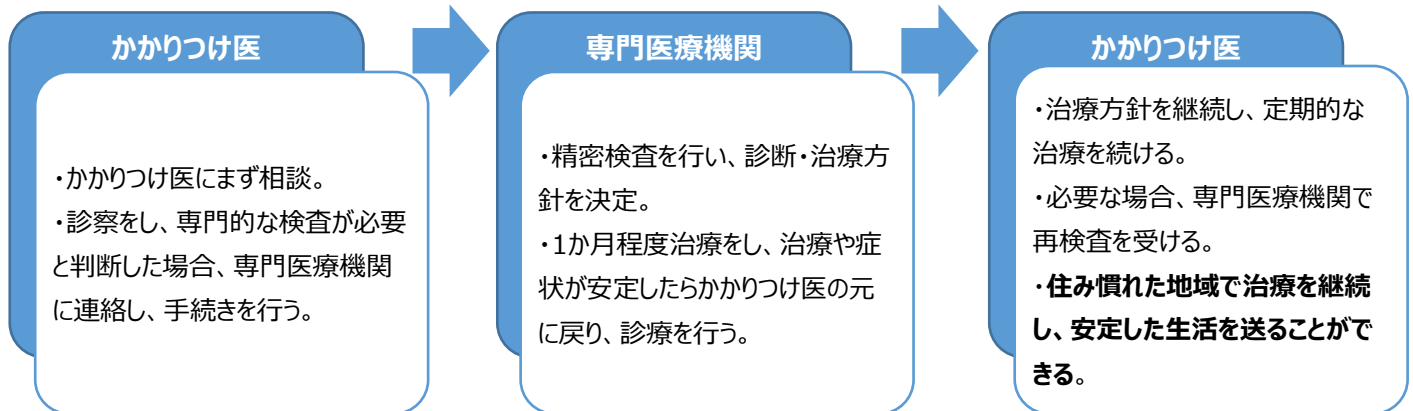 かかりつけ医
・かかりつけ医にまず相談。
・診察をし、専門的な検査が必要
と判断した場合、専門医療機関
に連絡し、手続きを行う。
専門医療機関
・精密検査を行い、診断・治療方
針を決定。
・1か月程度治療をし、治療や症
状が安定したらかかりつけ医の元
に戻り、診療を行う。
かかりつけ医
・治療方針を継続し、定期的な
治療を続ける。
・必要な場合、専門医療機関で
再検査を受ける。
・住み慣れた地域で治療を継続
し、安定した生活を送ることがで
きる。